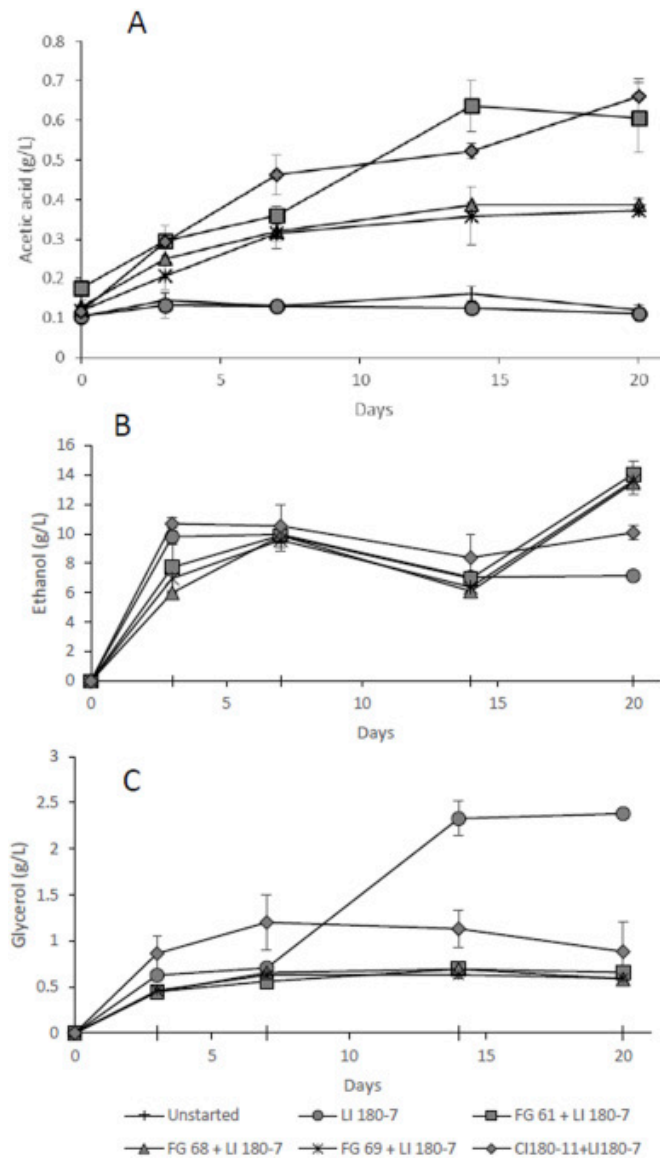 A
0.8
0.7
0.6
0.5
0.4
0.3
0.2
0.1
0
Acetic acid (g/L)
0 5 10 15 20
Days
B
16
14
12
10
8
6
4
2
0
Ethanol (g/L)
0 5 10 15 20
Days
C
3
2.5
2
1.5
1
0.5
0
Glycerol (g/L)
0 5 10 15 20
Days
Unstarted LI 180-7 FG 61 + LI 180-7
FG 68 + LI 180-7 FG 69 + LI 180-7 CI180-11+LI180-7